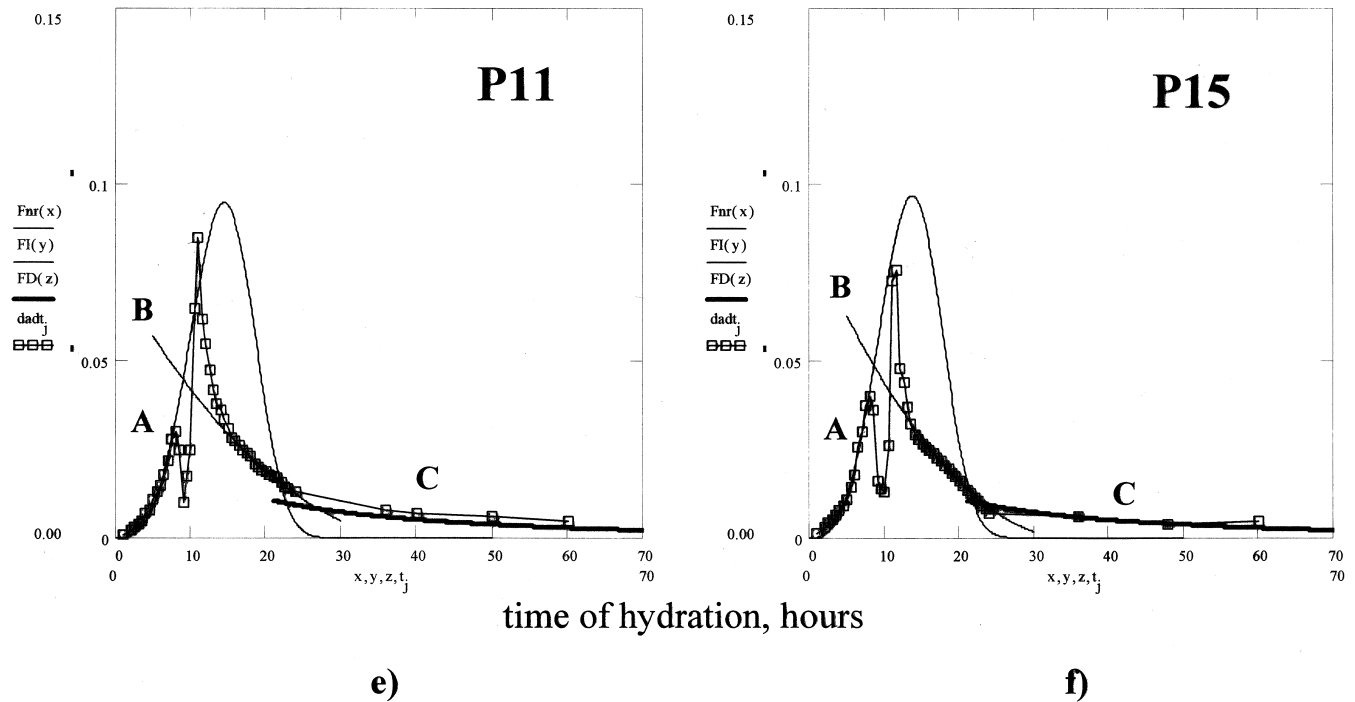 0.15
P11
0.1
Fnr(x)
FI(y)
FD(z)
dadt j
B
A
0.05
C
0.00
0
0 10 20 30 40 50 60 70
0
x,y,z,t j
70
e)
0.15
P15
0.1
Fnr(x)
FI(y)
FD(z)
dadt j
B
A
0.05
C
0.00
0
0 10 20 30 40 50 60 70
0
x,y,z,t j
70
f)
time of hydration, hours